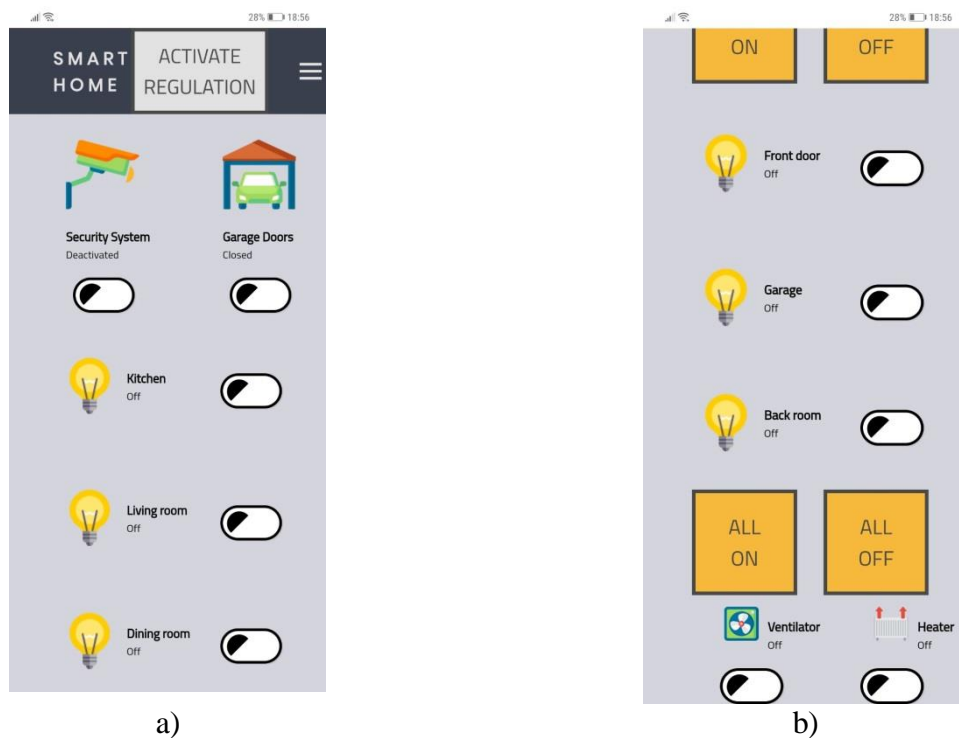 28% 18:56
SMART
HOME
ACTIVATE
REGULATION
Security System
Deactivated
Garage Doors
Closed
Kitchen
Off
Living room
Off
Dining room
Off
a)
28% 18:56
ON
OFF
Front door
Off
Garage
Off
Back room
Off
ALL
ON
ALL
OFF
Ventilator
Off
Heater
Off
b)